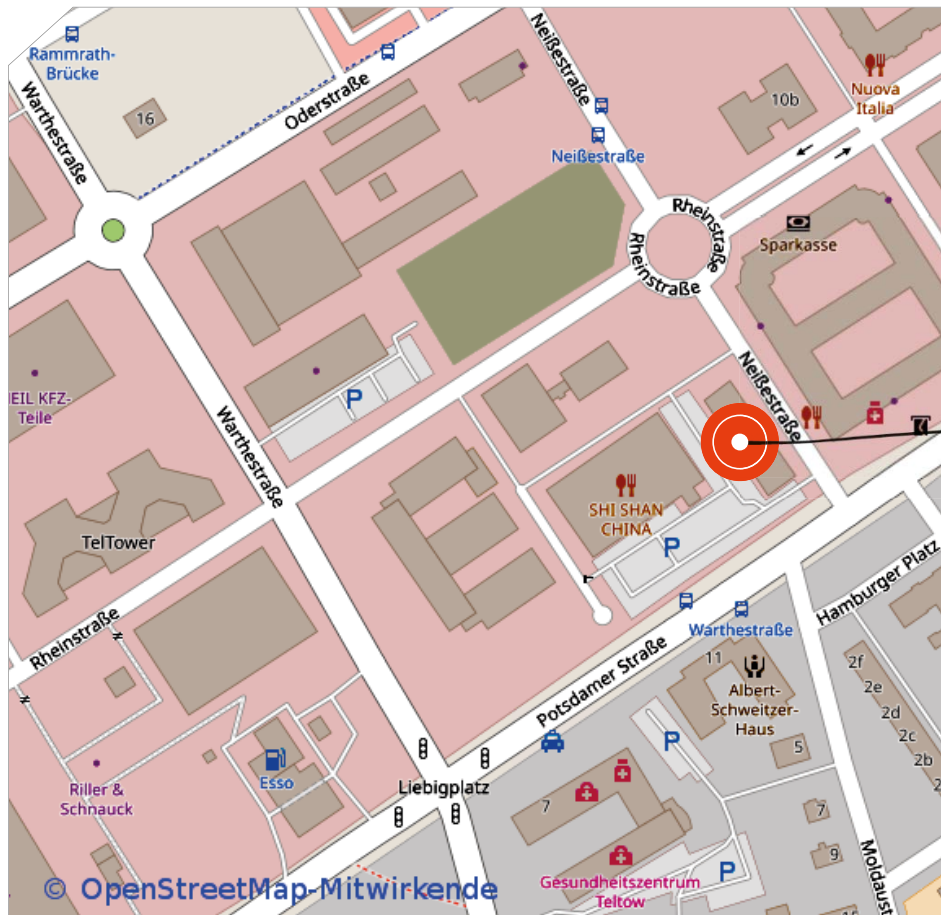 Rammrath-
Brücke
Neißestraße
Nuova
Italia
Oderstraße
16
10b
Warthestraße
Neißestraße
Rheinstraße
Rheinstraße
Sparkasse
Neißestraße
P
KFZ-
Teile
Warthestraße
SHI SHAN
CHINA
TelTower
P
Hamburger Platz
Rheinstraße
Warthestraße
Potsdamer Straße
11
Albert-
Schweitzer-
Haus
2f
2e
2d
2c
2b
P
5
Esso
Liebigplatz
Riller &
Schnauck
7
7
9
P
Gesundheitszentrum
Teltow
© OpenStreetMap-Mitwirkende